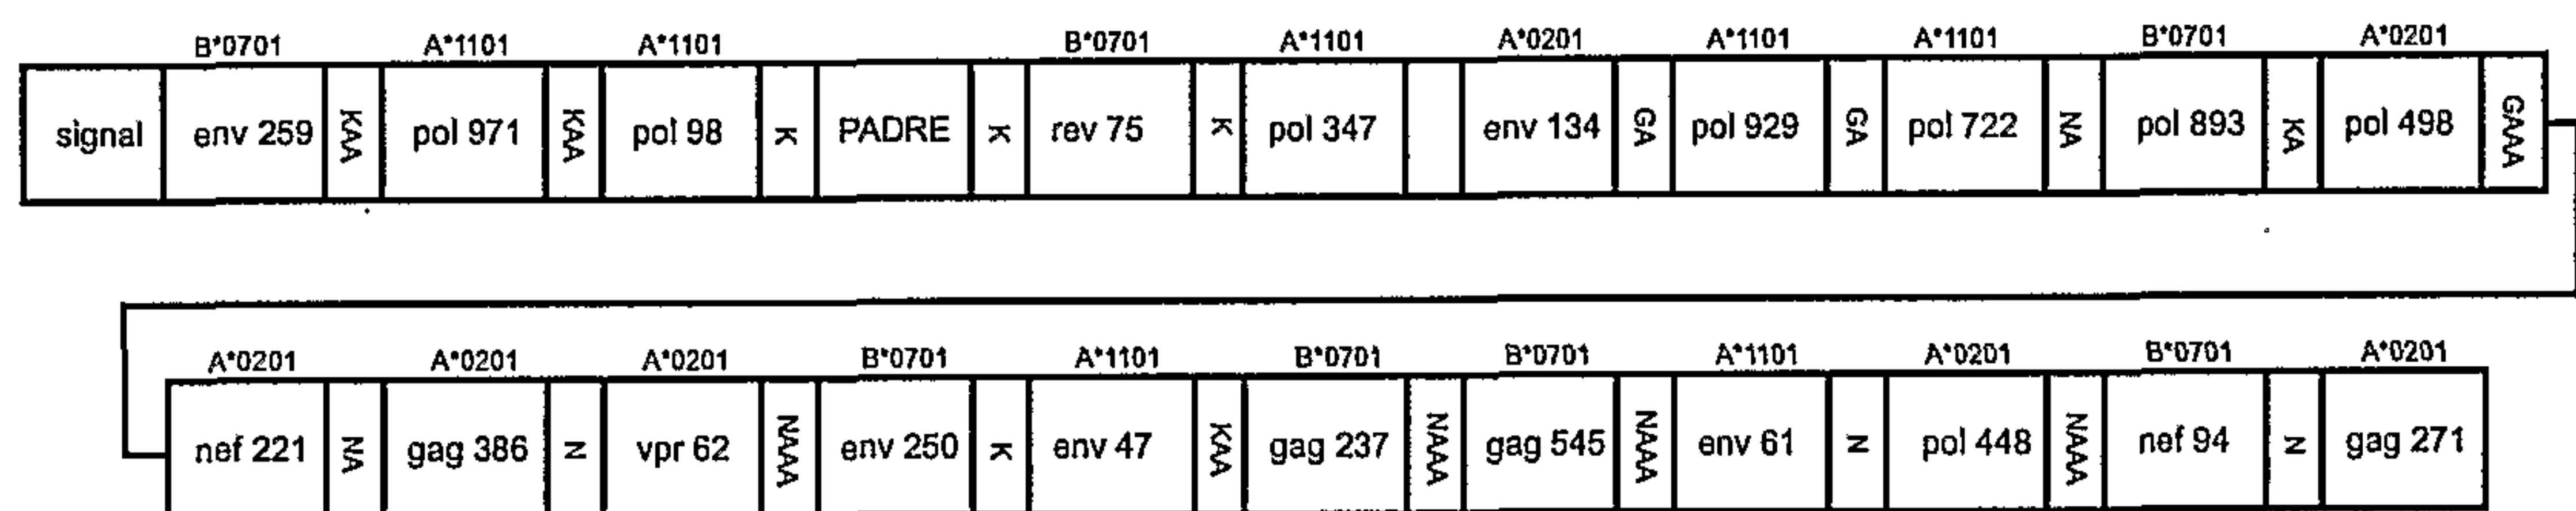 B*0701 A*1101 A*1101 B*0701 A*1101 A*0201 A*1101 A*1101 B*0701 A*0201
signal env 259 KAA pol 971 KAA pol 98 K PADRE K rev 75 K pol 347 env 134 GA pol 929 GA pol 722 NA pol 893 KA pol 498 GAAA
A*0201 A*0201 A*0201 B*0701 A*1101 B*0701 B*0701 A*1101 A*0201 B*0701 A*0201
nef 221 NA gag 386 N vpr 62 NAAA env 250 K env 47 KAA gag 237 NAAA gag 545 NAAA env 61 N pol 448 NAAA nef 94 N gag 271